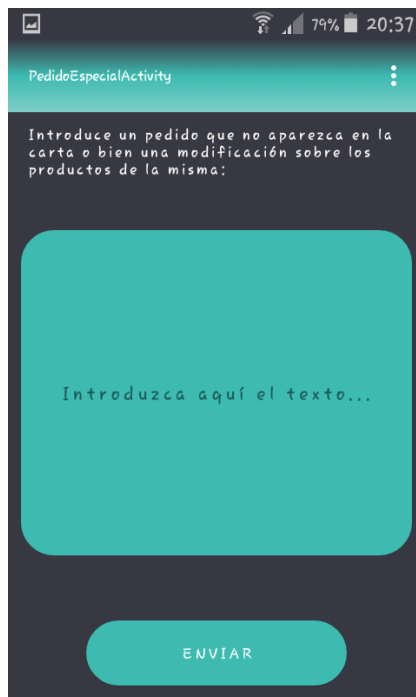 79% 20:37
PedidoEspecialActivity
Introduce un pedido que no aparezca en la
carta o bien una modificación sobre los
productos de la misma:
Introduzca aquí el texto...
ENVIAR